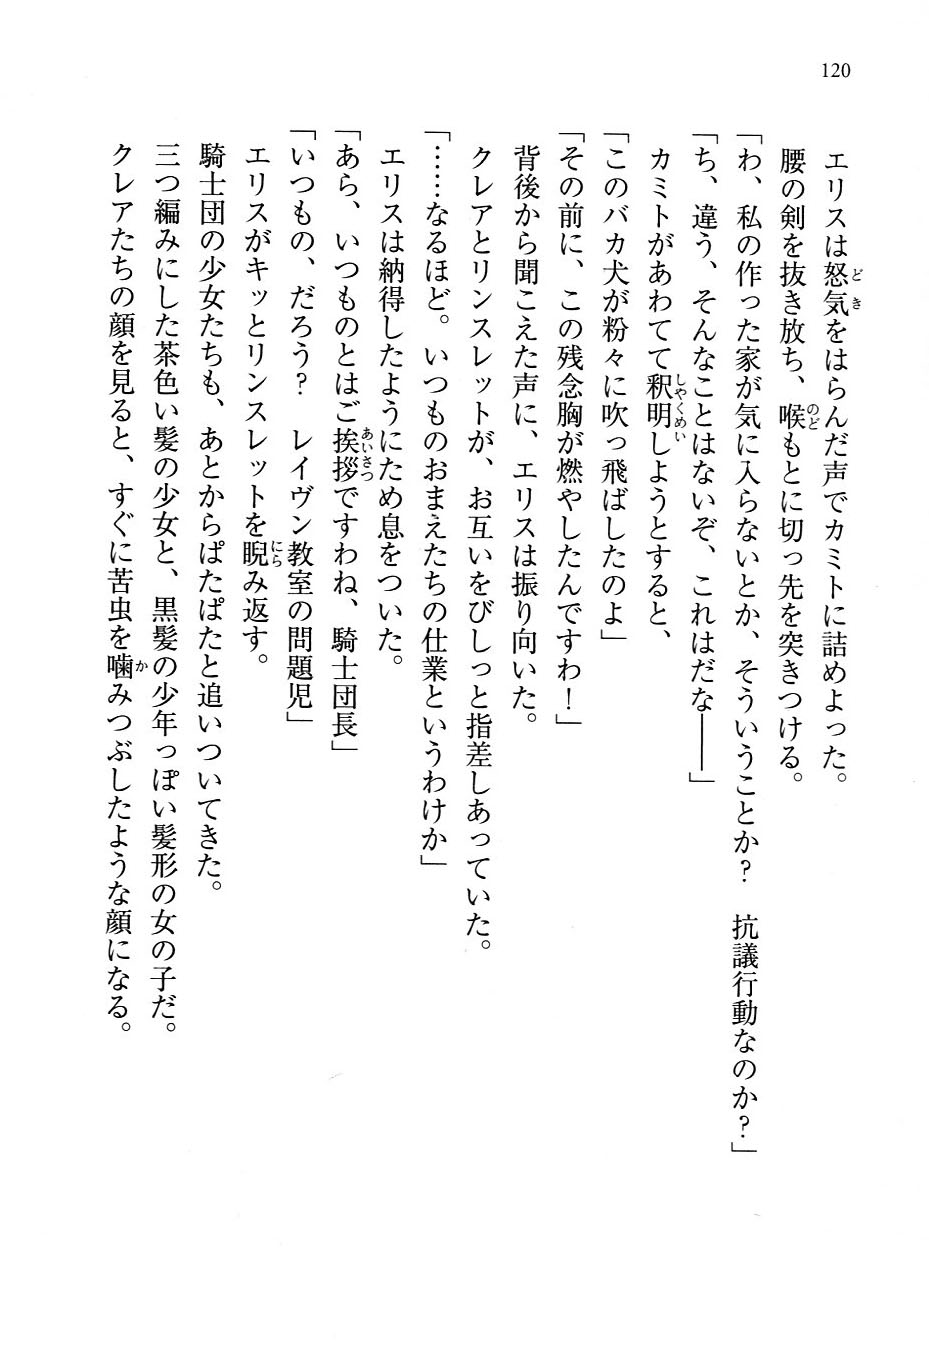 120
エリスは怒気をはらんだ声でカミトに詰めよった。
腰の剣を抜き放ち、喉もとに切っ先を突きつける。
「わ、私の作った家が気に入らないとか、そういうことか？　抗議行動なのか？」
「ち、違う、そんなことはないぞ、これはだな――」
カミトがあわてて釈明しようとすると、
「このバカ犬が粉々に吹っ飛ばしたのよ」
「その前に、この残念胸が燃やしたんですわ！」
背後から聞こえた声に、エリスは振り向いた。
クレアとリンスレットが、お互いをびしっと指差しあっていた。
「……なるほど。いつものおまえたちの仕業というわけか」
エリスは納得したようにため息をついた。
「あら、いつものとはご挨拶ですわね、騎士団長」
「いつもの、だろう？　レイヴン教室の問題児」
エリスがキッとリンスレットを睨み返す。
騎士団の少女たちも、あとからぱたぱたと追いついてきた。
三つ編みにした茶色い髪の少女と、黒髪の少年っぽい髪形の女の子だ。
クレアたちの顔を見ると、すぐに苦虫を噛みつぶしたような顔になる。